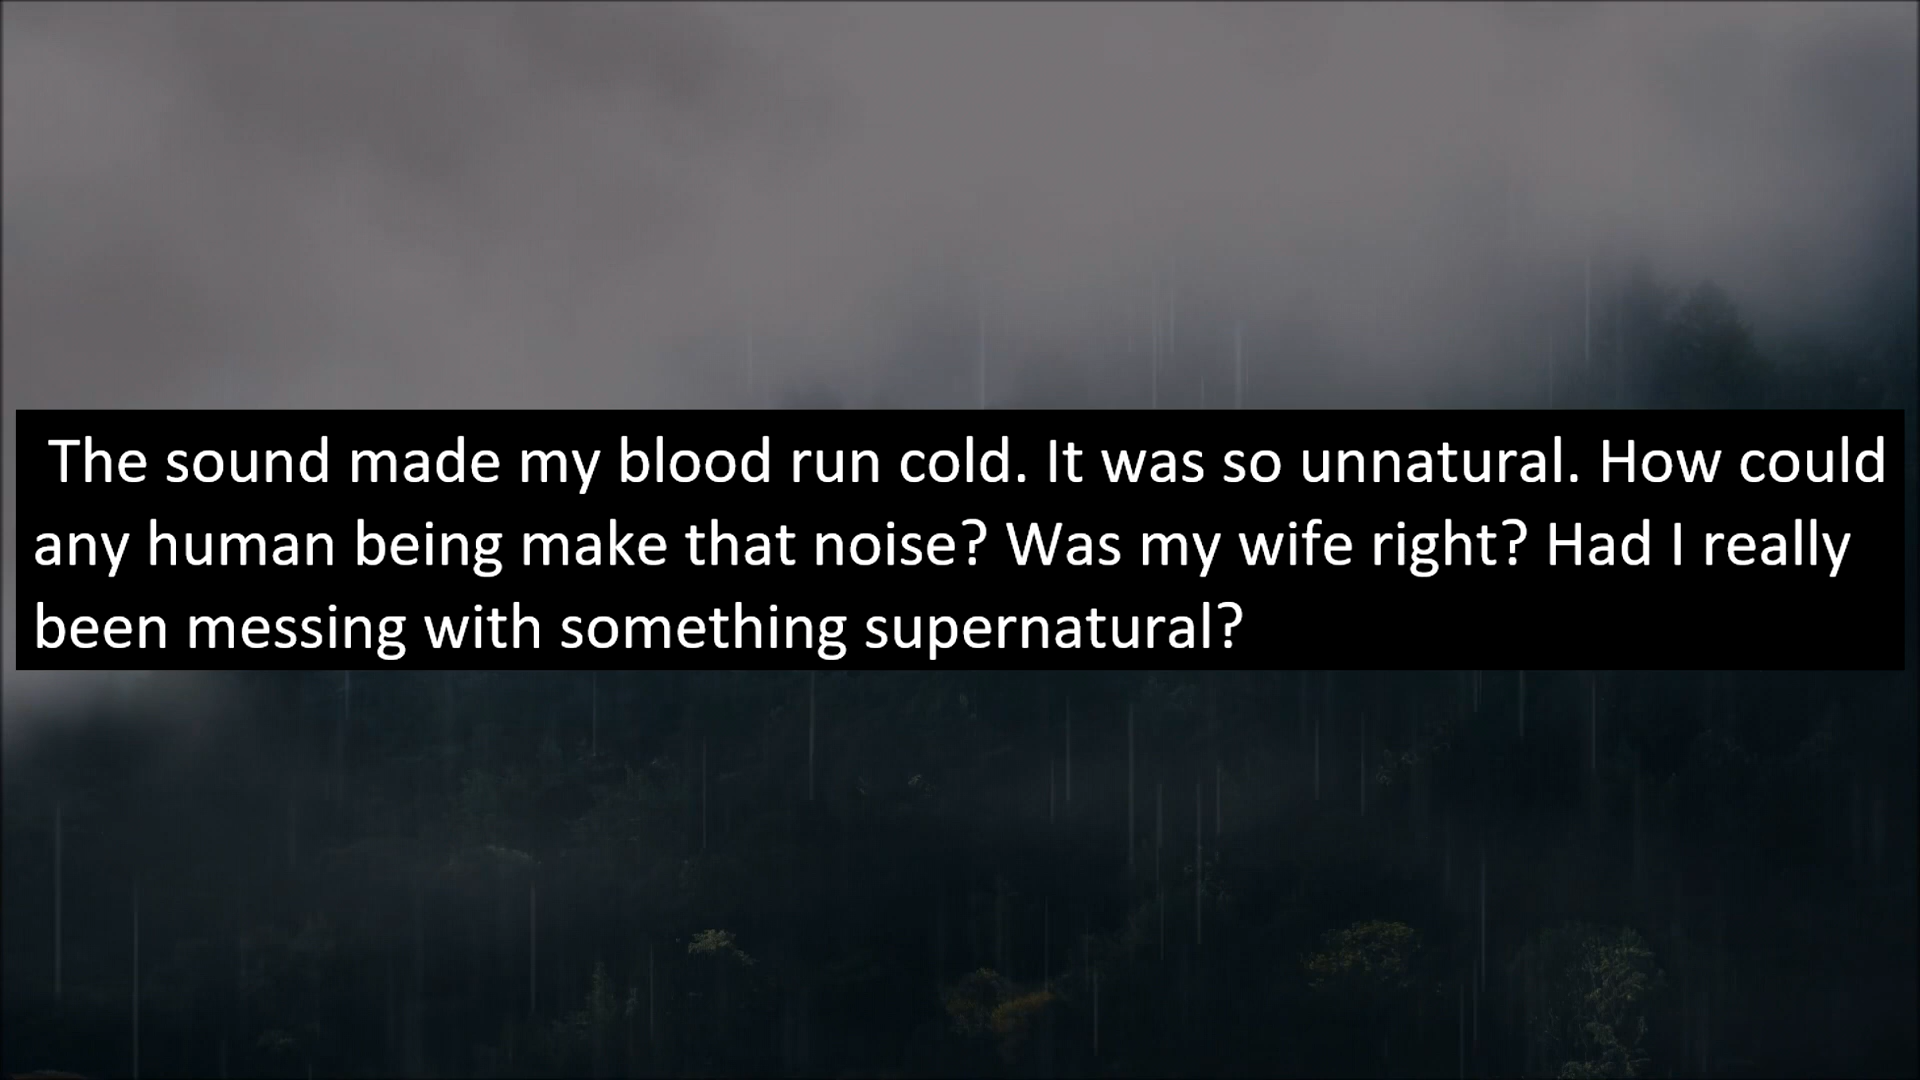 The sound made my blood run cold. It was so unnatural. How could
any human being make that noise? Was my wife right? Had I really
been messing with something supernatural?